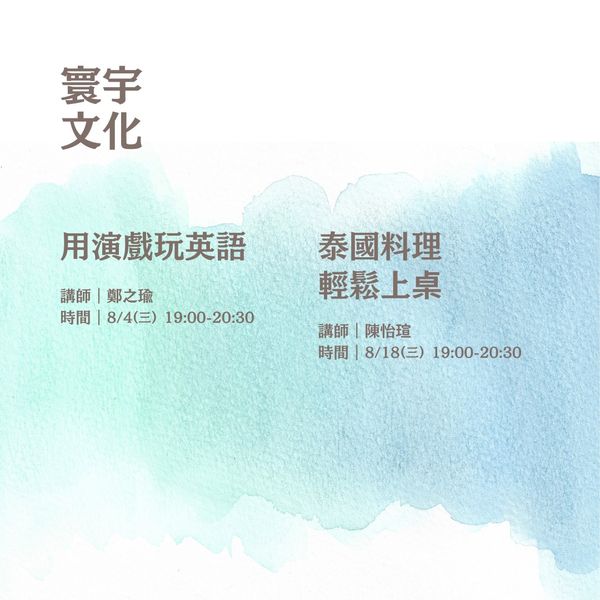 寰宇
文化
用演戲玩英語
講師｜鄭之瑜
時間｜8/4(三) 19:00-20:30
泰國料理
輕鬆上桌
講師｜陳怡瑄
時間｜8/18(三) 19:00-20:30